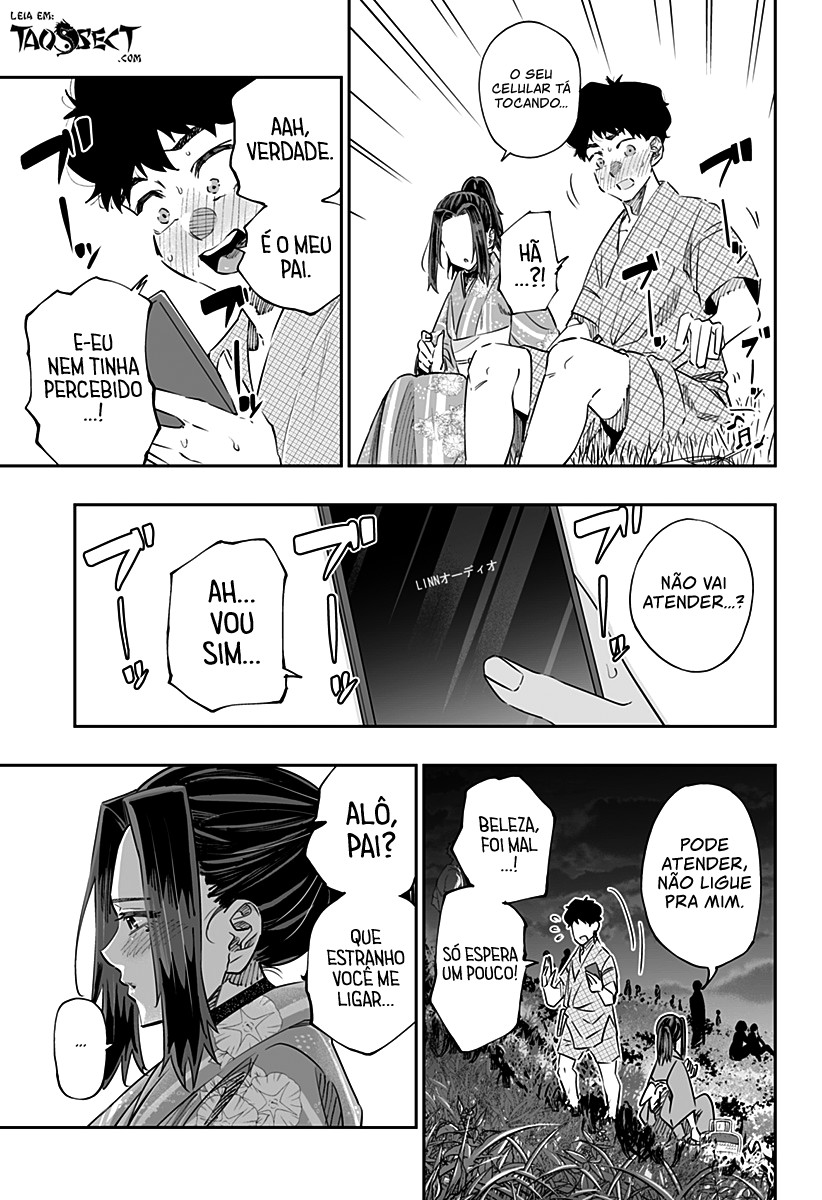 LEIA EM:
TAOSSECT
.COM
O SEU
CELULAR TÁ
TOCANDO...
HÃ
...?!
AAH,
VERDADE.
É O MEU
PAI.
E-EU
NEM TINHA
PERCEBIDO
...!
NÃO VAI
ATENDER...?
LINNオーディオ
AH...
VOU
SIM...
PODE
ATENDER,
NÃO LIGUE
PRA MIM.
BELEZA,
FOI MAL
...!
SÓ ESPERA
UM POUCO!
ALÔ,
PAI?
QUE
ESTRANHO
VOCÊ ME
LIGAR...
...